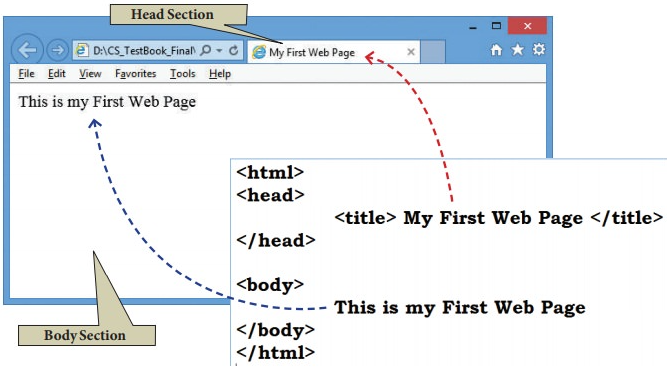 Head Section
D:\CS_TestBook_Final\
My First Web Page
File Edit View Favorites Tools Help
This is my First Web Page
<html>
<head>
<title> My First Web Page </title>
</head>
<body>
This is my First Web Page
</body>
</html>
Body Section